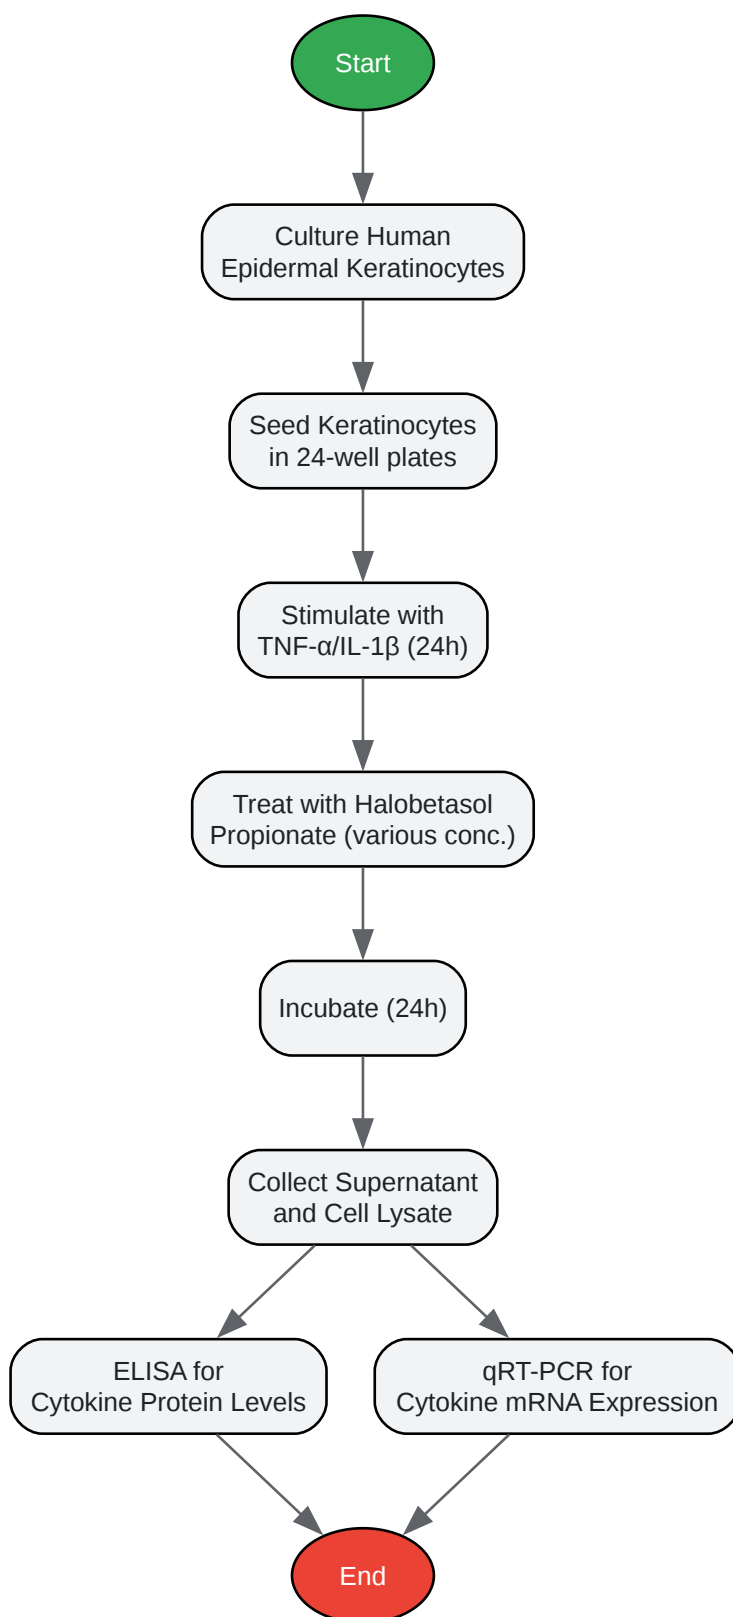 Start
Culture Human
Epidermal Keratinocytes
Seed Keratinocytes
in 24-well plates
Stimulate with
TNF-α/IL-1β (24h)
Treat with Halobetasol
Propionate (various conc.)
Incubate (24h)
Collect Supernatant
and Cell Lysate
ELISA for
Cytokine Protein Levels
qRT-PCR for
Cytokine mRNA Expression
End